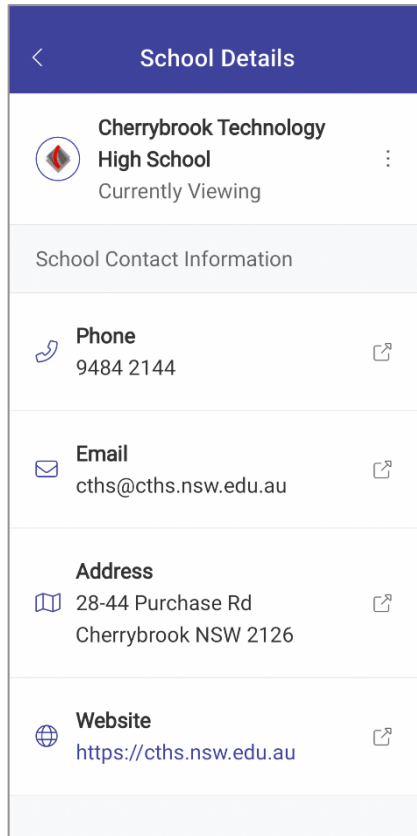 School Details
Cherrybrook Technology
High School
Currently Viewing
School Contact Information
Phone
9484 2144
Email
cths@cths.nsw.edu.au
Address
28-44 Purchase Rd
Cherrybrook NSW 2126
Website
https://cths.nsw.edu.au